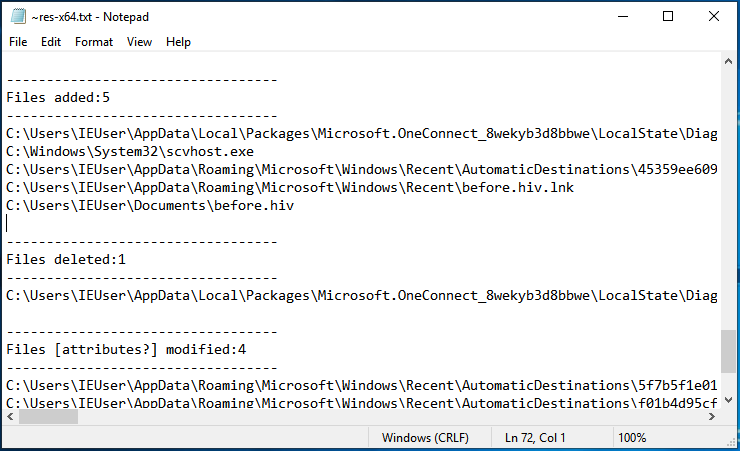 ~res-x64.txt - Notepad
File Edit Format View Help
---------------------------------
Files added:5
---------------------------------
C:\Users\IEUser\AppData\Local\Packages\Microsoft.OneConnect_8wekyb3d8bbwe\LocalState\Diag
C:\Windows\System32\scvhost.exe
C:\Users\IEUser\AppData\Roaming\Microsoft\Windows\Recent\AutomaticDestinations\45359ee609
C:\Users\IEUser\AppData\Roaming\Microsoft\Windows\Recent\before.hiv.lnk
C:\Users\IEUser\Documents\before.hiv
---------------------------------
Files deleted:1
---------------------------------
C:\Users\IEUser\AppData\Local\Packages\Microsoft.OneConnect_8wekyb3d8bbwe\LocalState\Diag
---------------------------------
Files [attributes?] modified:4
---------------------------------
C:\Users\IEUser\AppData\Roaming\Microsoft\Windows\Recent\AutomaticDestinations\5f7b5f1e01
C:\Users\IEUser\AppData\Roaming\Microsoft\Windows\Recent\AutomaticDestinations\f01b4d95cf
Windows (CRLF) Ln 72, Col 1 100%